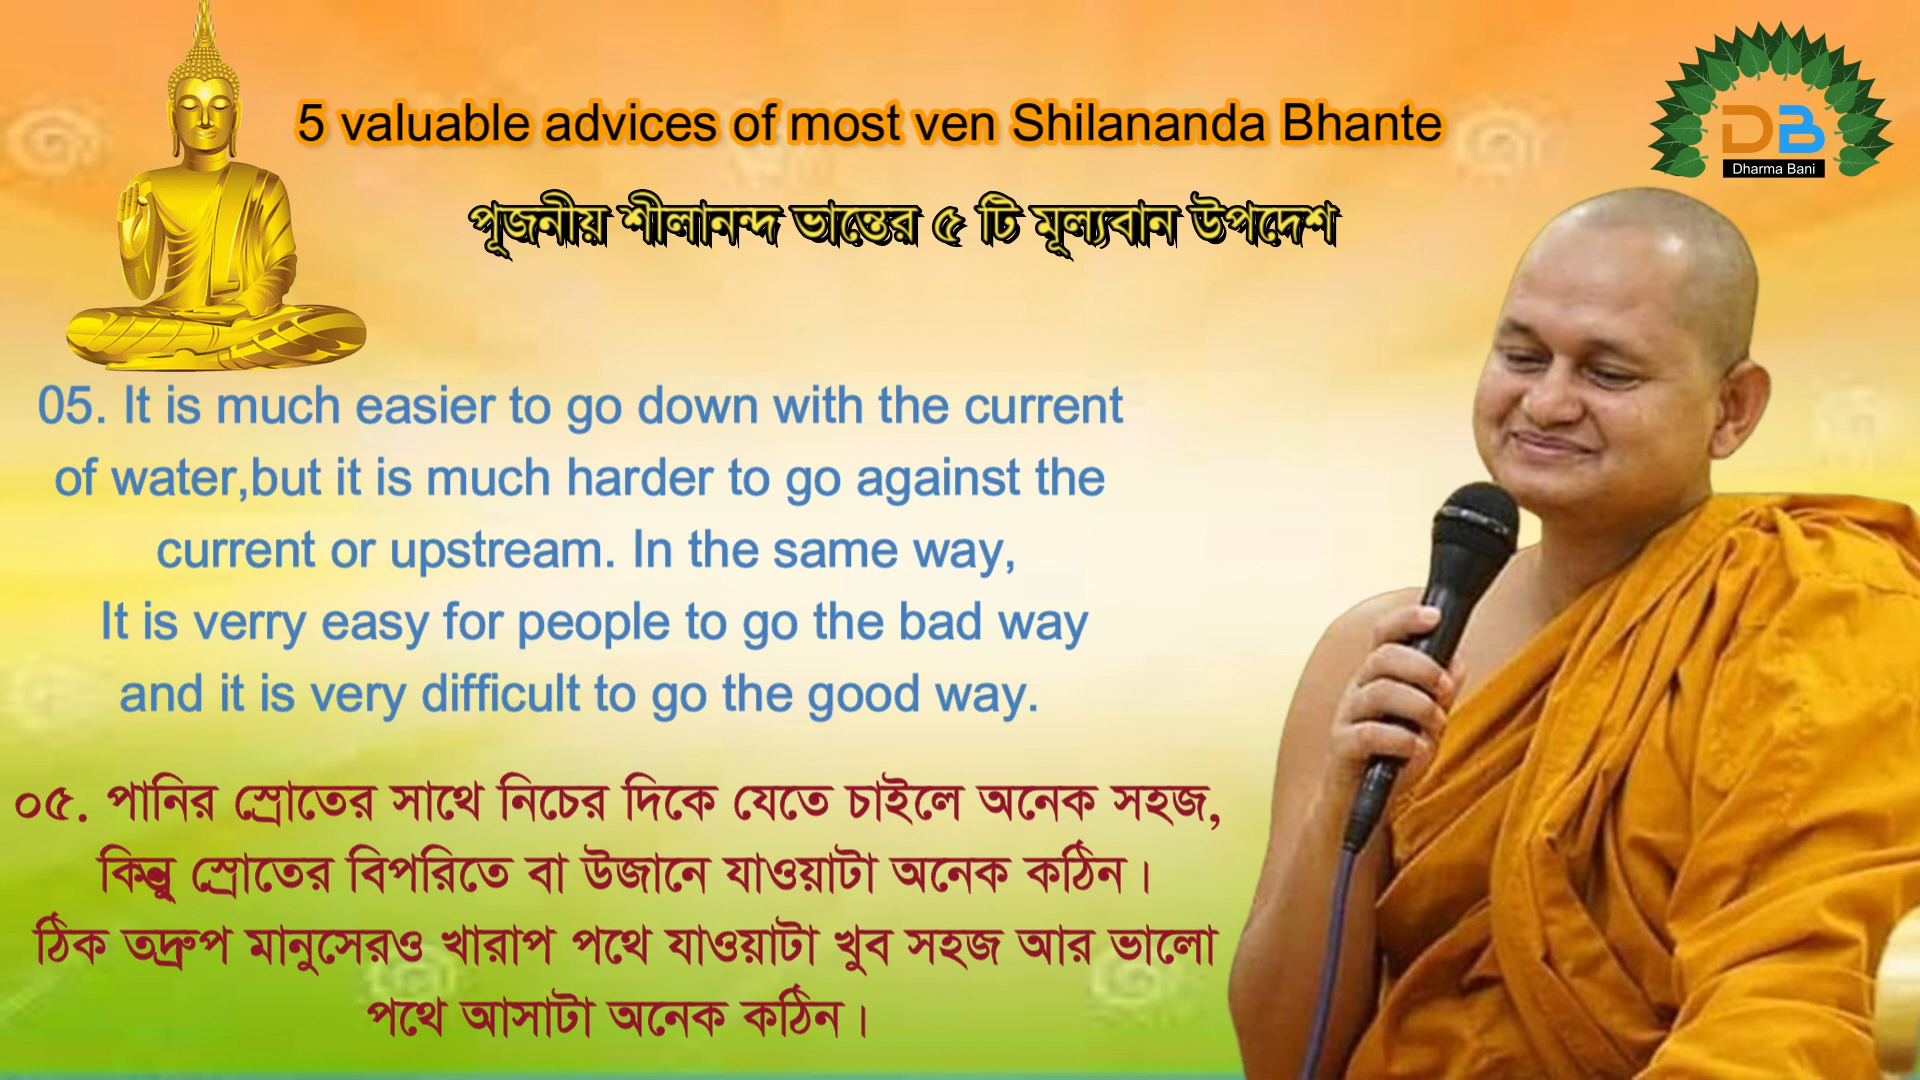 5 valuable advices of most ven Shilananda Bhante
DB
Dharma Bani
পূজনীয় শীলানন্দ ভান্তের ৫ টি মূল্যবান উপদেশ
05. It is much easier to go down with the current
of water,but it is much harder to go against the
current or upstream. In the same way,
It is verry easy for people to go the bad way
and it is very difficult to go the good way.
০৫. পানির স্রোতের সাথে নিচের দিকে যেতে চাইলে অনেক সহজ,
কিন্তু স্রোতের বিপরিতে বা উজানে যাওয়াটা অনেক কঠিন।
ঠিক তদ্রুপ মানুসেরও খারাপ পথে যাওয়াটা খুব সহজ আর ভালো
পথে আসাটা অনেক কঠিন।